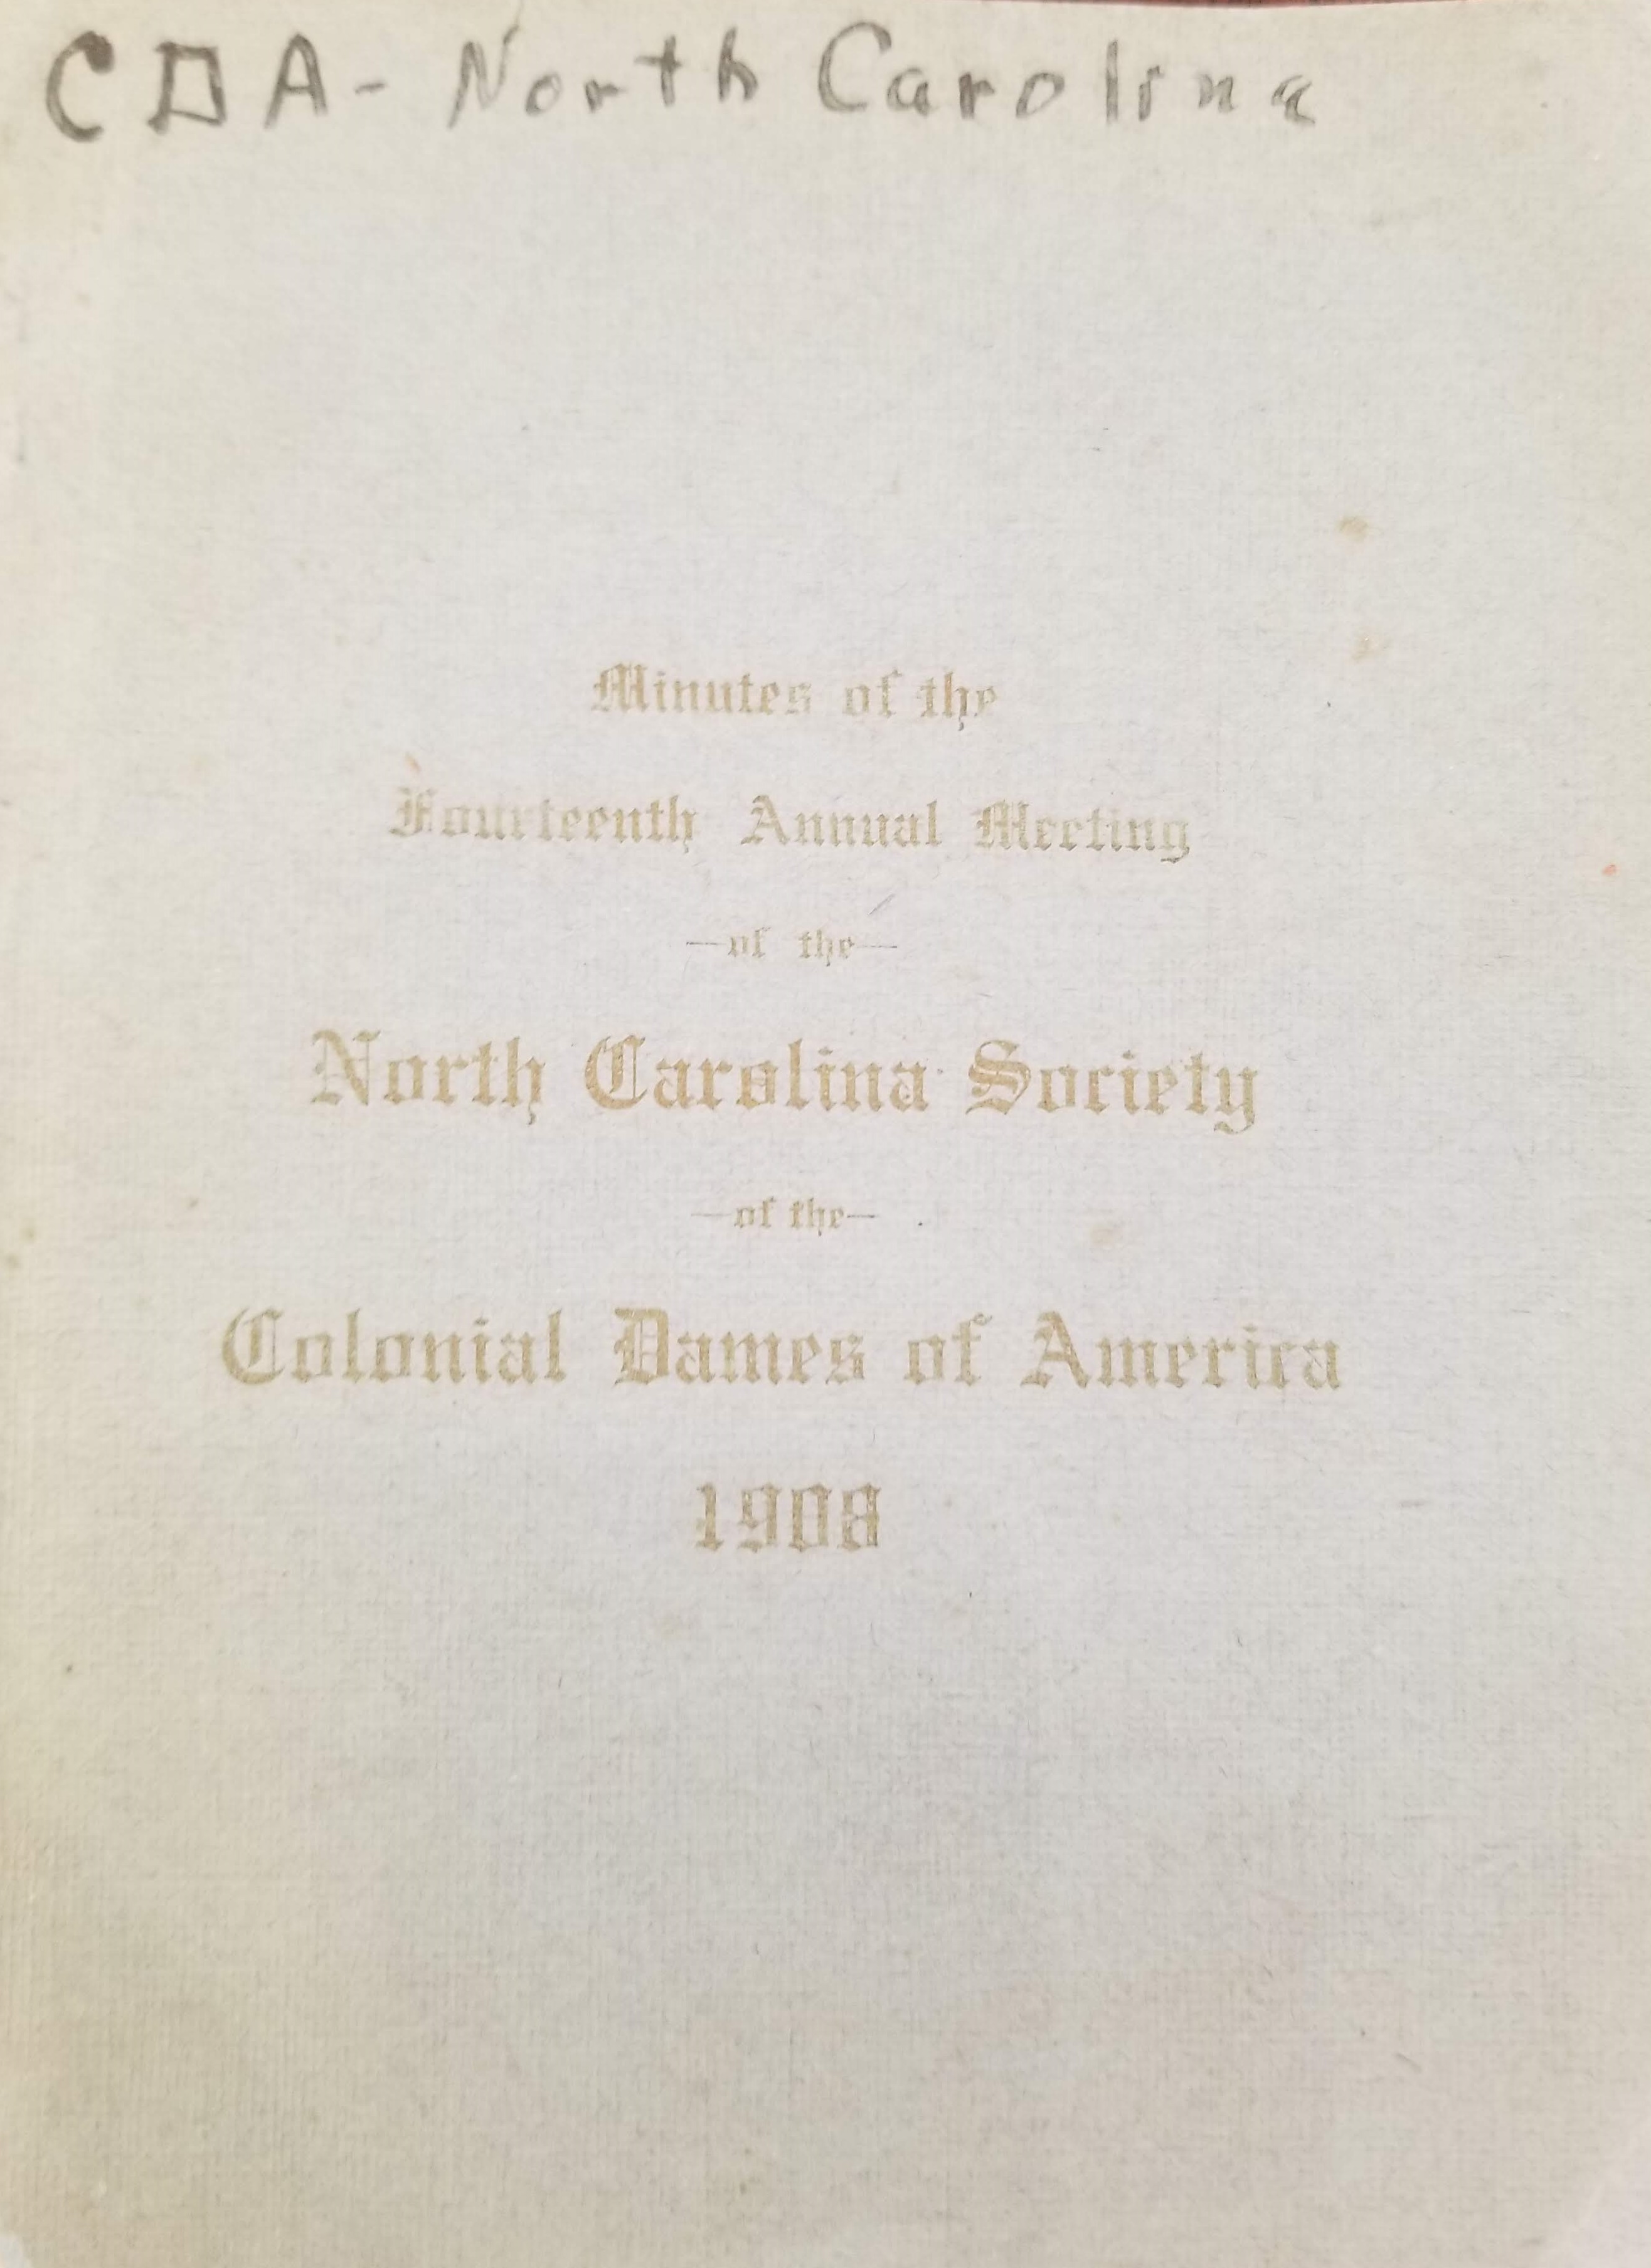 CDA- North Carolina
Minutes of the
Fourteenth Annual Meeting
—of the—
North Carolina Society
—of the—
Colonial Dames of America
1908